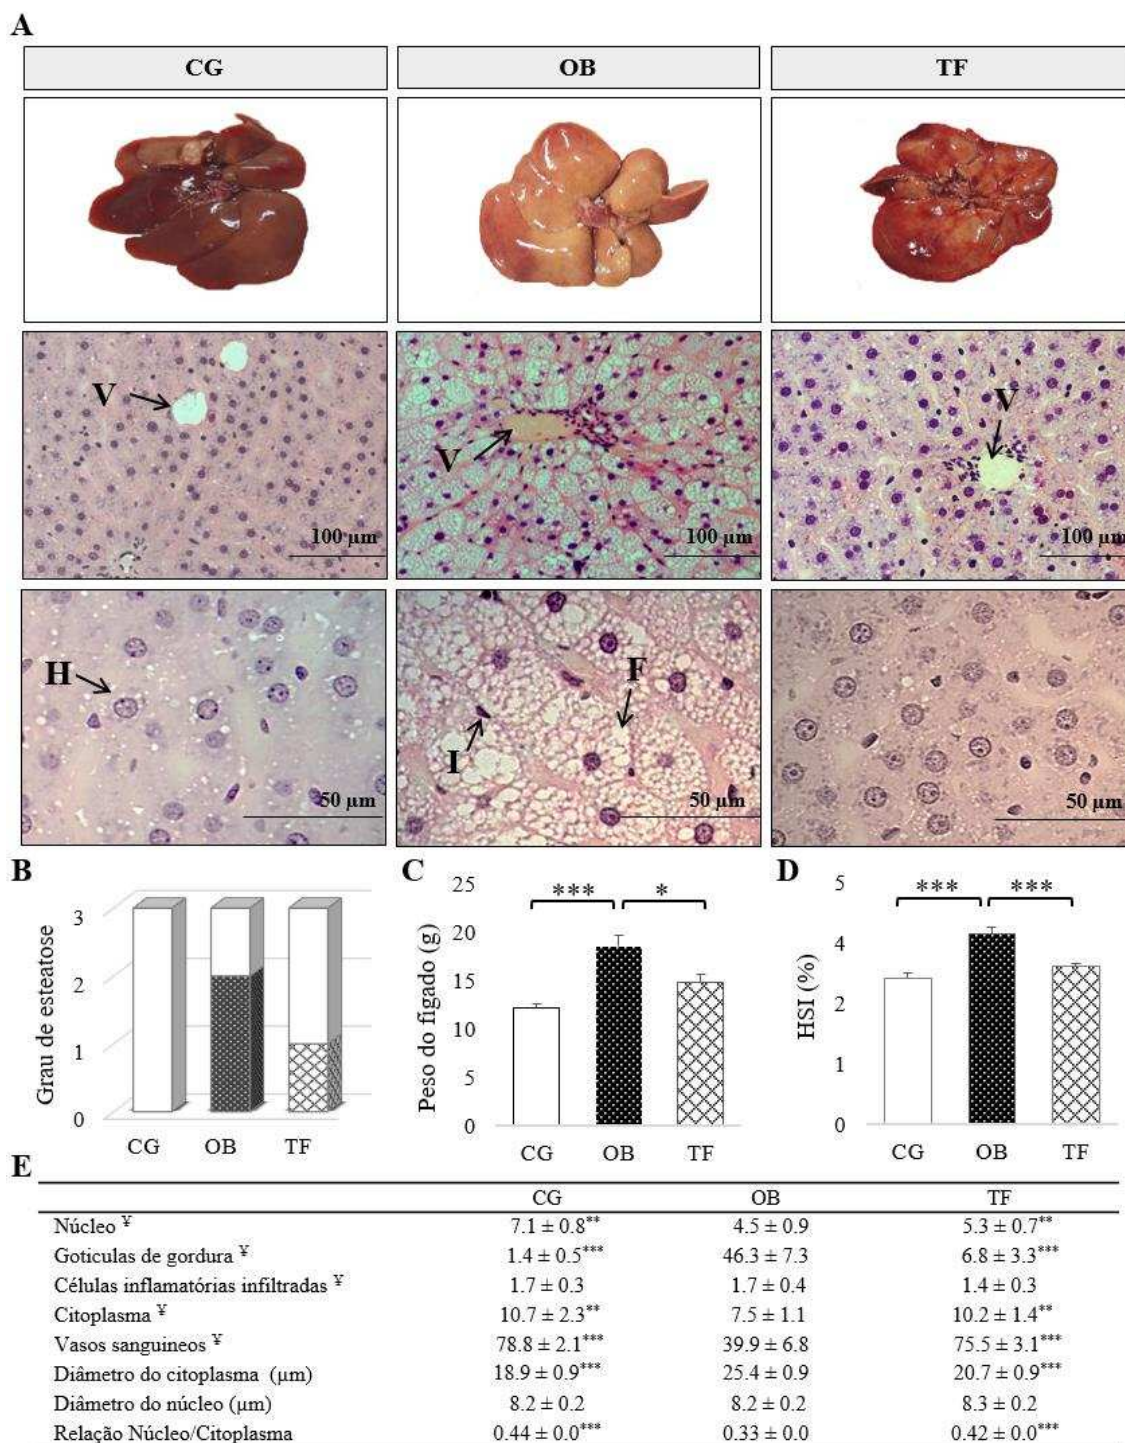 A
CG OB TF
V V V
100 µm 100 µm 100 µm
H I F
50 µm 50 µm 50 µm
B
Grau de esteatose
3
2
1
0
CG OB TF
C
Peso do fígado (g)
25
20
15
10
5
0
*** *
CG OB TF
D
HSI (%)
5
4
2
1
0
*** ***
CG OB TF
E
CG OB TF
Núcleo ¥ 7.1 ± 0.8** 4.5 ± 0.9 5.3 ± 0.7**
Goticulas de gordura ¥ 1.4 ± 0.5*** 46.3 ± 7.3 6.8 ± 3.3***
Células inflamatórias infiltradas ¥ 1.7 ± 0.3 1.7 ± 0.4 1.4 ± 0.3
Citoplasma ¥ 10.7 ± 2.3** 7.5 ± 1.1 10.2 ± 1.4**
Vasos sanguineos ¥ 78.8 ± 2.1*** 39.9 ± 6.8 75.5 ± 3.1***
Diâmetro do citoplasma (µm) 18.9 ± 0.9*** 25.4 ± 0.9 20.7 ± 0.9***
Diâmetro do núcleo (µm) 8.2 ± 0.2 8.2 ± 0.2 8.3 ± 0.2
Relação Núcleo/Citoplasma 0.44 ± 0.0*** 0.33 ± 0.0 0.42 ± 0.0***